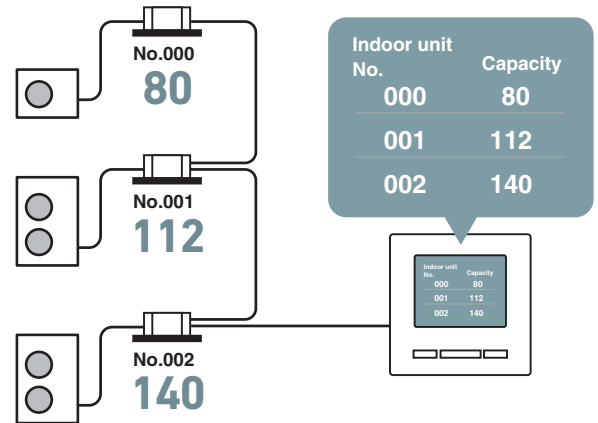 No.000
80
No.001
112
No.002
140
Indoor unit
No. Capacity
000 80
001 112
002 140
Indoor unit
No. Capacity
000 80
001 112
002 140